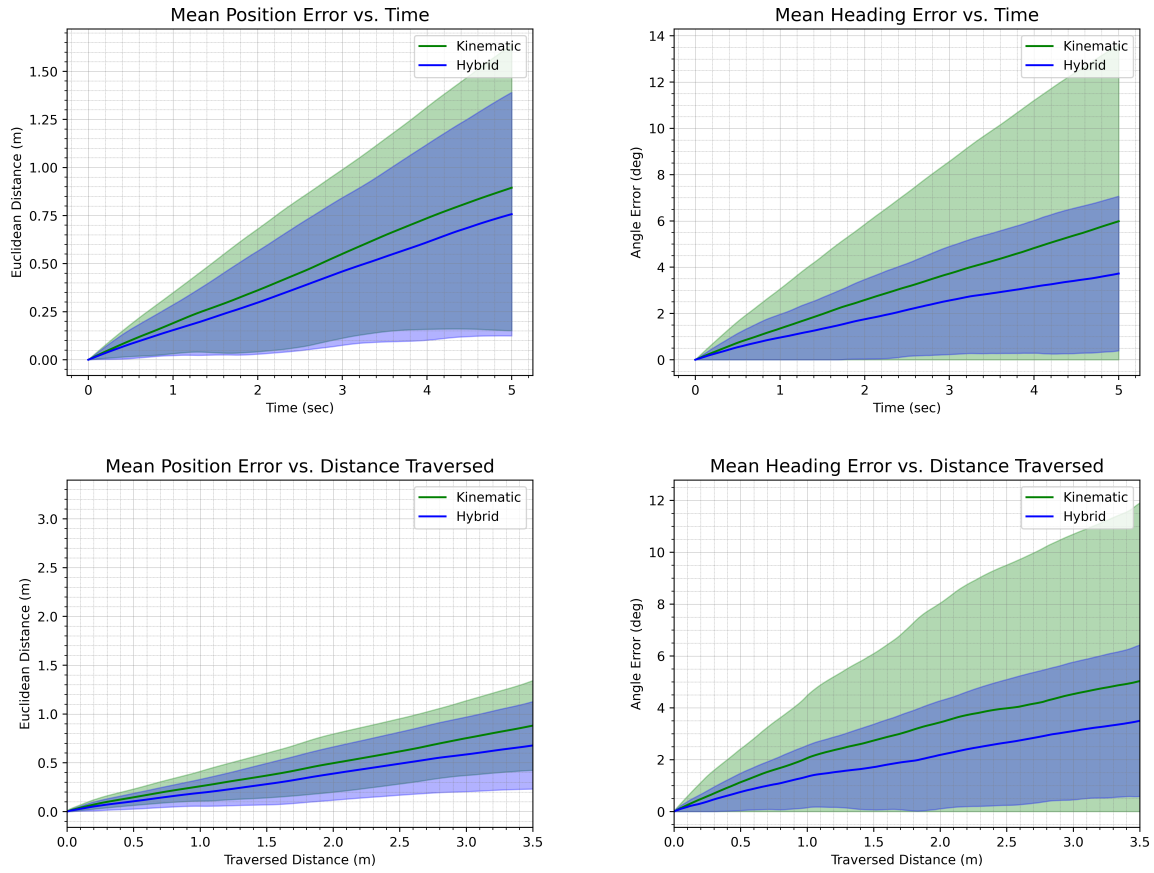 Mean Position Error vs. Time
Kinematic
Hybrid
Euclidean Distance (m)
1.50
1.25
1.00
0.75
0.50
0.25
0.00
0 1 2 3 4 5
Time (sec)
Mean Heading Error vs. Time
Kinematic
Hybrid
Angle Error (deg)
14
12
10
8
6
4
2
0
0 1 2 3 4 5
Time (sec)
Mean Position Error vs. Distance Traversed
Kinematic
Hybrid
Euclidean Distance (m)
3.0
2.5
2.0
1.5
1.0
0.5
0.0
0.0 0.5 1.0 1.5 2.0 2.5 3.0 3.5
Traversed Distance (m)
Mean Heading Error vs. Distance Traversed
Kinematic
Hybrid
Angle Error (deg)
12
10
8
6
4
2
0
0.0 0.5 1.0 1.5 2.0 2.5 3.0 3.5
Traversed Distance (m)